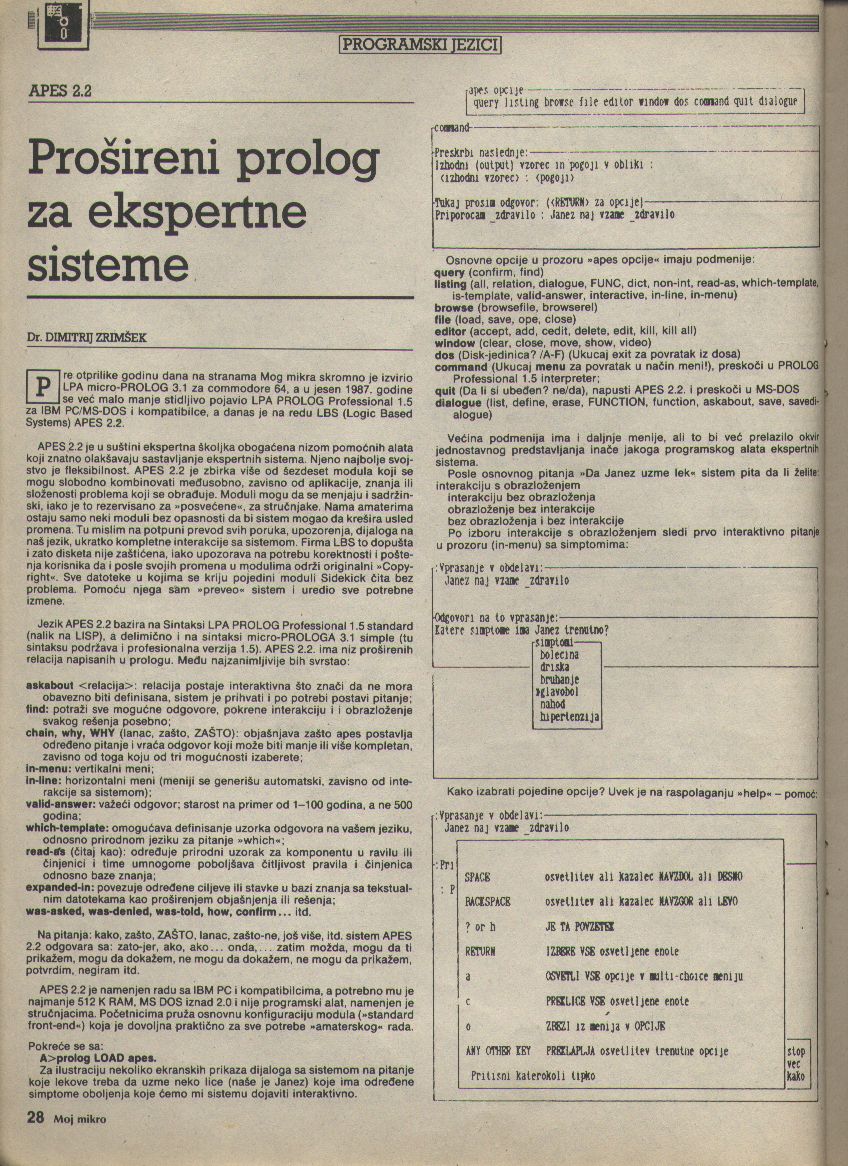 PROGRAMSKI JEZICI
APES 2.2
Prošireni prolog
za ekspertne
sisteme
Dr. DIMITRIJ ZRIMŠEK
Pre otprilike godinu dana na stranama Mog mikra skromno je izvirio
LPA micro-PROLOG 3.1 za commodore 64, a u jesen 1987. godine
se već malo manje stidljivo pojavio LPA PROLOG Professional 1.5
za IBM PC/MS-DOS i kompatibilce, a danas je na redu LBS (Logic Based
Systems) APES 2.2.
APES 2.2 je u suštini ekspertna školjka obogaćena nizom pomoćnih alata
koji znatno olakšavaju sastavljanje ekspertnih sistema. Njeno najbolje svoj-
stvo je fleksibilnost. APES 2.2 je zbirka više od šezdeset modula koji se
mogu slobodno kombinovati međusobno, zavisno od aplikacije, znanja ili
složenosti problema koji se obrađuje. Moduli mogu da se menjaju i sadržin-
ski, iako je to rezervisano za »posvećene«, za stručnjake. Nama amaterima
ostaju samo neki moduli bez opasnosti da bi sistem mogao da krešira usled
promena. Tu mislim na potpuni prevod svih poruka, upozorenja, dijaloga na
naš jezik, ukratko kompletne interakcije sa sistemom. Firma LBS to dopušta
i zato disketa nije zaštićena, iako upozorava na potrebu korektnosti i pošte-
nja korisnika da i posle svojih promena u modulima održi originalni »Copy-
right«. Sve datoteke u kojima se kriju pojedini moduli Sidekick čita bez
problema. Pomoću njega sam »preveo« sistem i uredio sve potrebne
izmene.
Jezik APES 2.2 bazira na Sintaksi LPA PROLOG Professional 1.5 standard
(nalik na LISP), a delimično i na sintaksi micro-PROLOGA 3.1 simple (tu
sintaksu podržava i profesionalna verzija 1.5). APES 2.2. ima niz proširenih
relacija napisanih u prologu. Među najzanimljivije bih svrstao:
askabout <relacija>: relacija postaje interaktivna što znači da ne mora
obavezno biti definisana, sistem je prihvati i po potrebi postavi pitanje;
find: potraži sve mogućne odgovore, pokrene interakciju i i obrazloženje
svakog rešenja posebno;
chain, why, WHY (lanac, zašto, ZAŠTO): objašnjava zašto apes postavlja
određeno pitanje i vraća odgovor koji može biti manje ili više kompletan,
zavisno od toga koju od tri mogućnosti izaberete;
in-menu: vertikalni meni;
in-line: horizontalni meni (meniji se generišu automatski, zavisno od inte-
rakcije sa sistemom);
valid-answer: važeći odgovor; starost na primer od 1–100 godina, a ne 500
godina;
which-template: omogućava definisanje uzorka odgovora na vašem jeziku,
odnosno prirodnom jeziku za pitanje »which«;
read-as (čitaj kao): određuje prirodni uzorak za komponentu u ravilu ili
činjenici i time umnogome poboljšava čitljivost pravila i činjenica
odnosno baze znanja;
expanded-in: povezuje određene ciljeve ili stavke u bazi znanja sa tekstual-
nim datotekama kao proširenjem objašnjenja ili rešenja;
was-asked, was-denied, was-told, how, confirm... itd.
Na pitanja: kako, zašto, ZAŠTO, lanac, zašto-ne, još više, itd. sistem APES
2.2 odgovara sa: zato-jer, ako, ako... onda,... zatim možda, mogu da ti
prikažem, mogu da dokažem, ne mogu da dokažem, ne mogu da prikažem,
potvrdim, negiram itd.
APES 2.2 je namenjen radu sa IBM PC i kompatibilcima, a potrebno mu je
najmanje 512 K RAM, MS DOS iznad 2.0 i nije programski alat, namenjen je
stručnjacima. Početnicima pruža osnovnu konfiguraciju modula (»standard
front-end«) koja je dovoljna praktično za sve potrebe »amaterskog« rada.
Pokreće se sa:
A>prolog LOAD apes.
Za ilustraciju nekoliko ekranskih prikaza dijaloga sa sistemom na pitanje
koje lekove treba da uzme neko lice (naše je Janez) koje ima određene
simptome oboljenja koje ćemo mi sistemu dojaviti interaktivno.
28 Moj mikro
apes opcije
query listing browse file editor window dos command quit dialogue
command
Preskrbi naslednje:
Izhodni (output) vzorec in pogoji v obliki :
<izhodni vzorec> : <pogoji>
Tukaj prosim odgovor: (<RETURN> za opcije)
Priporocam _zdravilo : Janez naj vzame _zdravilo
Osnovne opcije u prozoru »apes opcije« imaju podmenije:
query (confirm, find)
listing (all, relation, dialogue, FUNC, dict, non-int, read-as, which-template,
is-template, valid-answer, interactive, in-line, in-menu)
browse (browsefile, browserel)
file (load, save, ope, close)
editor (accept, add, cedit, delete, edit, kill, kill all)
window (clear, close, move, show, video)
dos (Disk-jedinica? /A-F) (Ukucaj exit za povratak iz dosa)
command (Ukucaj menu za povratak u način meni!), preskoči u PROLOG
Professional 1.5 interpreter;
quit (Da li si ubeđen? ne/da), napusti APES 2.2. i preskoči u MS-DOS
dialogue (list, define, erase, FUNCTION, function, askabout, save, savedi-
alogue)
Većina podmenija ima i daljnje menije, ali to bi već prelazilo okvir
jednostavnog predstavljanja inače jakoga programskog alata ekspertnih
sistema.
Posle osnovnog pitanja »Da Janez uzme lek« sistem pita da li želite:
interakciju s obrazloženjem
interakciju bez obrazloženja
obrazloženje bez interakcije
bez obrazloženja i bez interakcije
Po izboru interakcije s obrazloženjem sledi prvo interaktivno pitanje
u prozoru (in-menu) sa simptomima:
:Vprasanje v obdelavi:
Janez naj vzame _zdravilo
Odgovori na to vprasanje:
Katere simptome ima Janez trenutno?
simptomi
bolecina
driska
bruhanje
»glavobol
nahod
hipertenzija
Kako izabrati pojedine opcije? Uvek je na raspolaganju »help« – pomoć:
:Vprasanje v obdelavi:
Janez naj vzame _zdravilo
:Pri
: P
SPACE osvetlitev ali kazalec NAVZDOL ali DESNO
BACKSPACE osvetlitev ali kazalec NAVZGOR ali LEVO
? or h JE TA POVZETEK
RETURN IZBERE VSE osvetljene enote
a OSVETLI VSE opcije v multi-choice meniju
c PREKLICE VSE osvetljene enote
o ZBEZI iz menija v OPCIJE
ANY OTHER KEY PREKLAPLJA osvetlitev trenutne opcije
Pritisni katerokoli tipko
stop
vec
kako